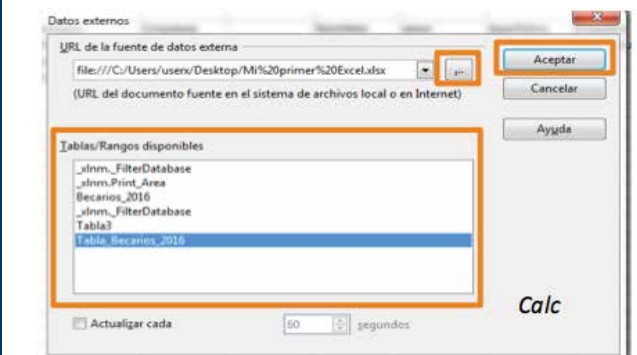 Datos externos
URL de la fuente de datos externa
file:///C:/Users/userx/Desktop/Mi%20primer%20Excel.xlsx
...
Aceptar
(URL del documento fuente en el sistema de archivos local o en Internet)
Cancelar
Ayuda
Tablas/Rangos disponibles
_xlnm._FilterDatabase
_xlnm.Print_Area
Becarios_2016
_xlnm._FilterDatabase
Tabla3
Tabla_Becarios_2016
Calc
Actualizar cada 60 segundos